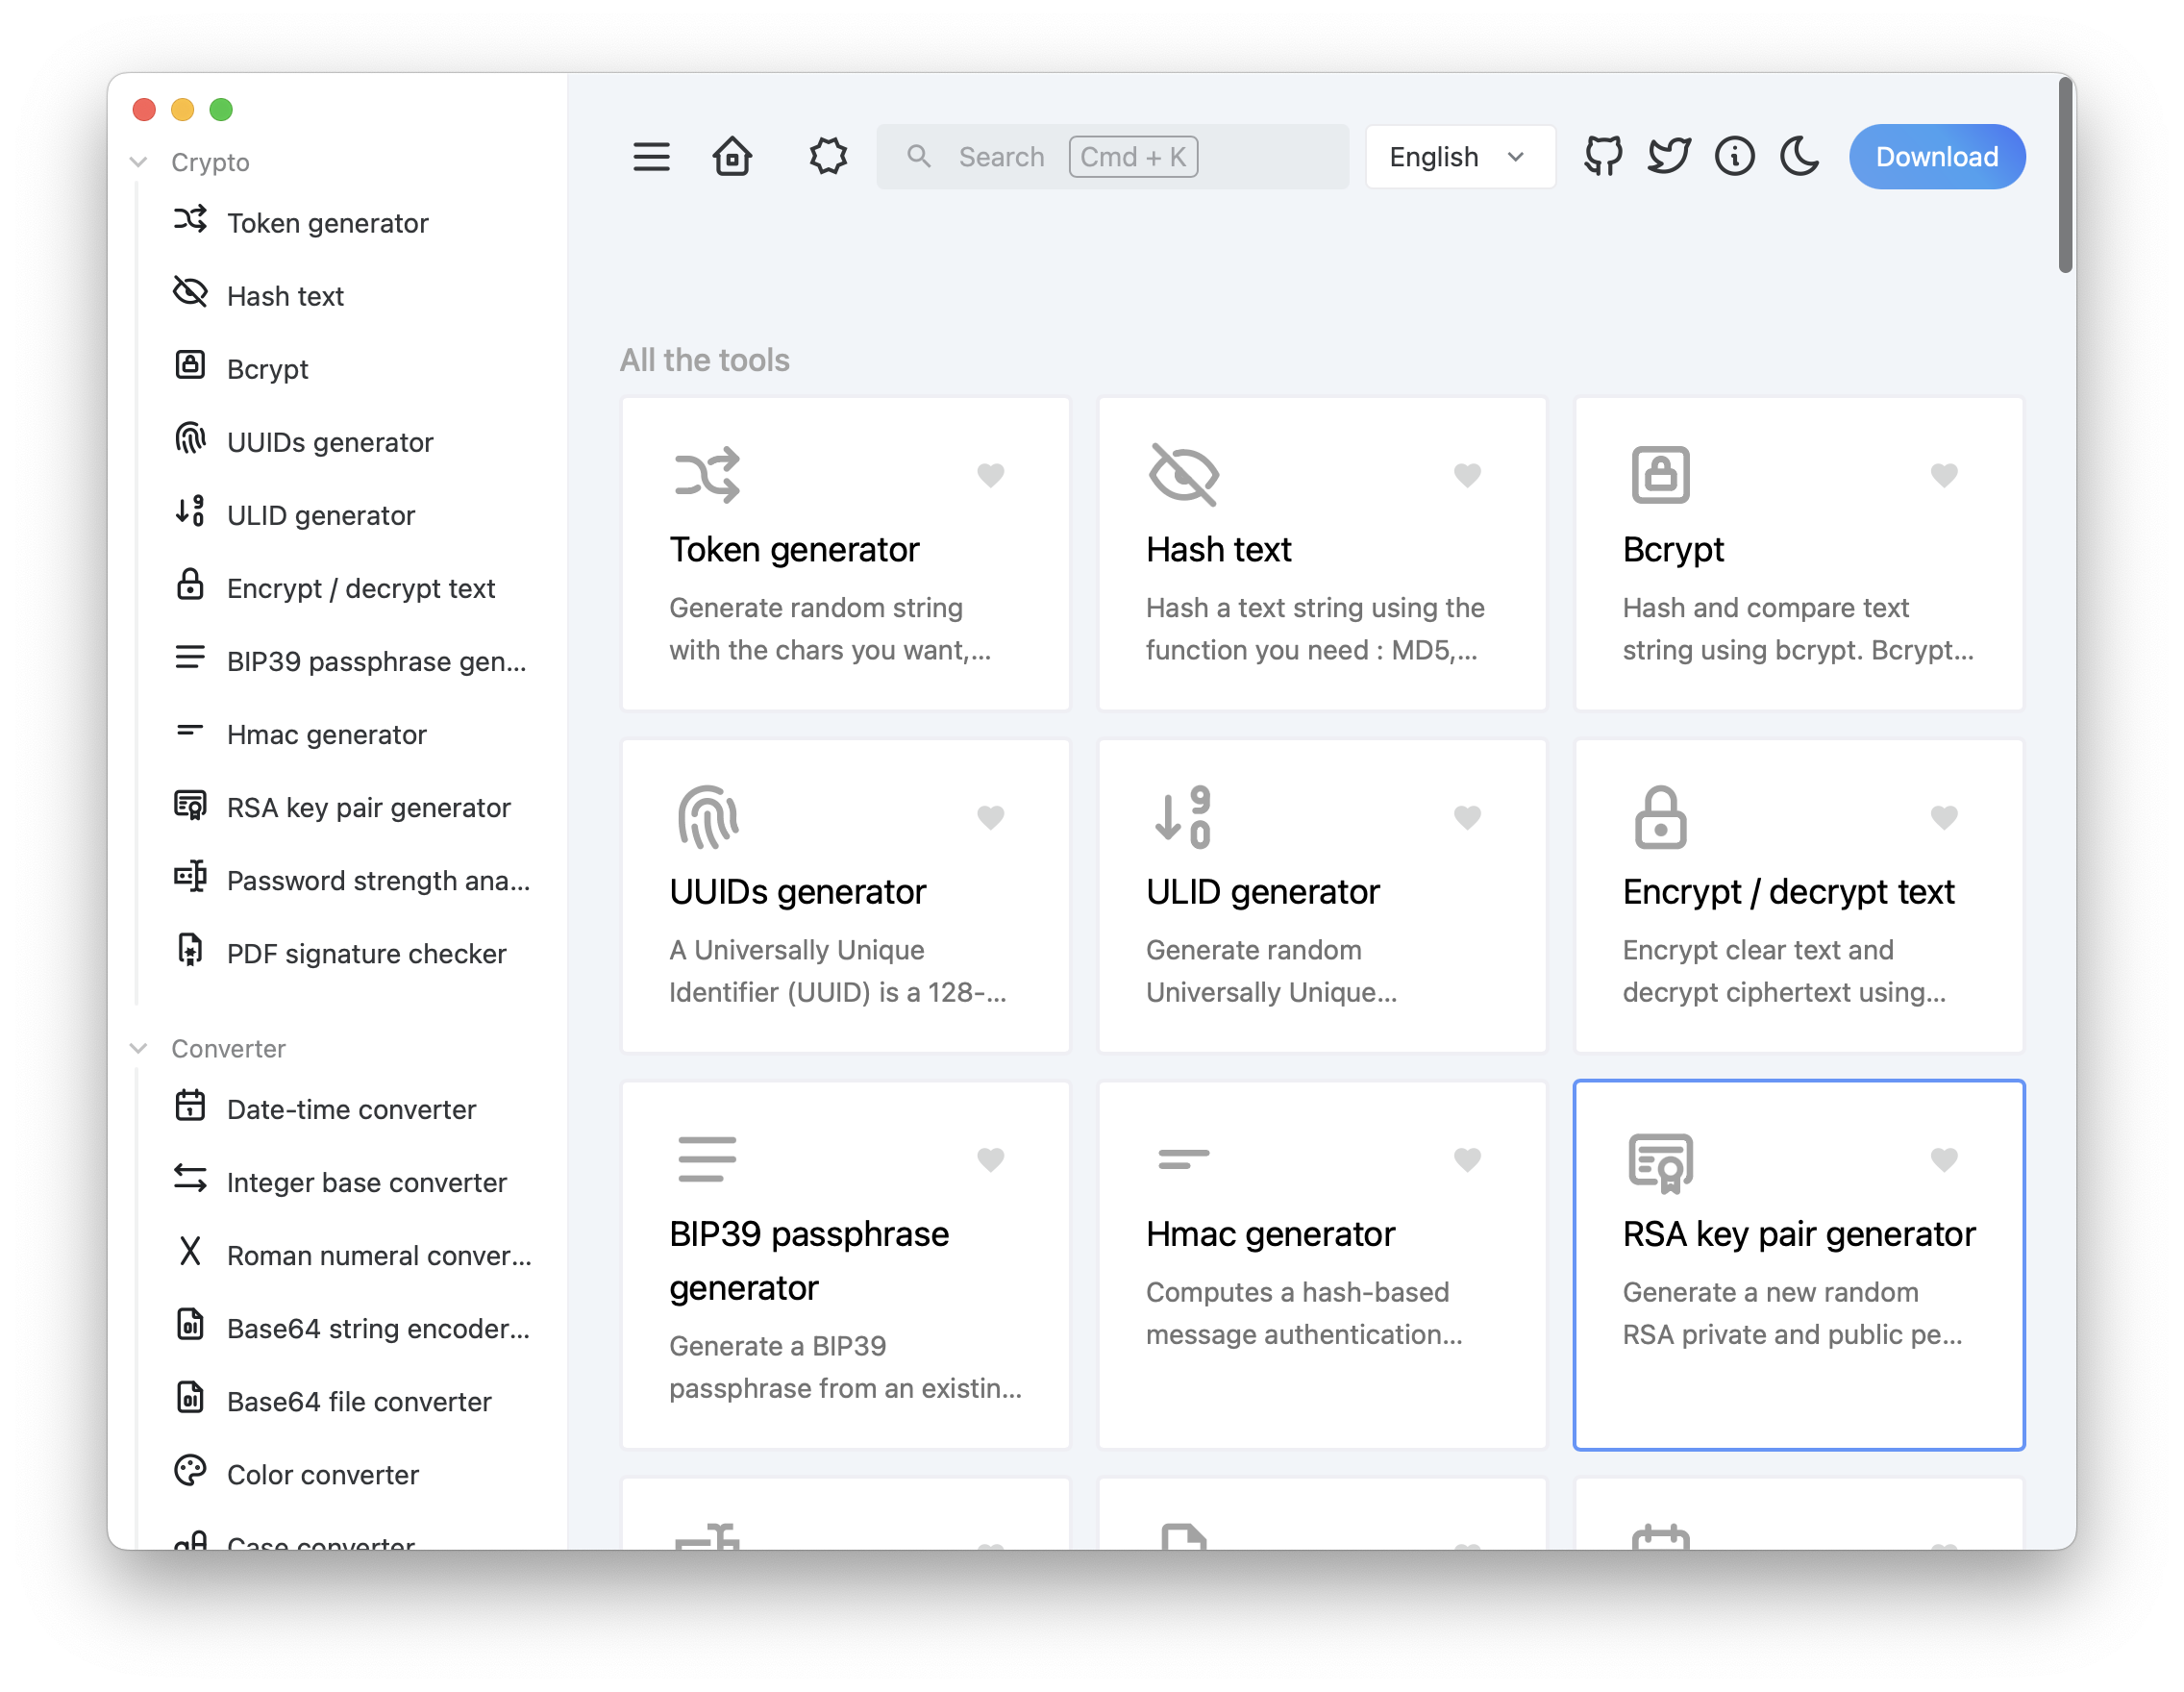 Crypto
Token generator
Hash text
Bcrypt
UUIDs generator
ULID generator
Encrypt / decrypt text
BIP39 passphrase gen...
Hmac generator
RSA key pair generator
Password strength ana...
PDF signature checker
Converter
Date-time converter
Integer base converter
Roman numeral conver...
Base64 string encoder...
Base64 file converter
Color converter
Case converter
Search Cmd + K
English
Download
All the tools
Token generator
Generate random string
with the chars you want,...
Hash text
Hash a text string using the
function you need : MD5,...
Bcrypt
Hash and compare text
string using bcrypt. Bcrypt...
UUIDs generator
A Universally Unique
Identifier (UUID) is a 128-...
ULID generator
Generate random
Universally Unique...
Encrypt / decrypt text
Encrypt clear text and
decrypt ciphertext using...
BIP39 passphrase
generator
Generate a BIP39
passphrase from an existin...
Hmac generator
Computes a hash-based
message authentication...
RSA key pair generator
Generate a new random
RSA private and public pe...